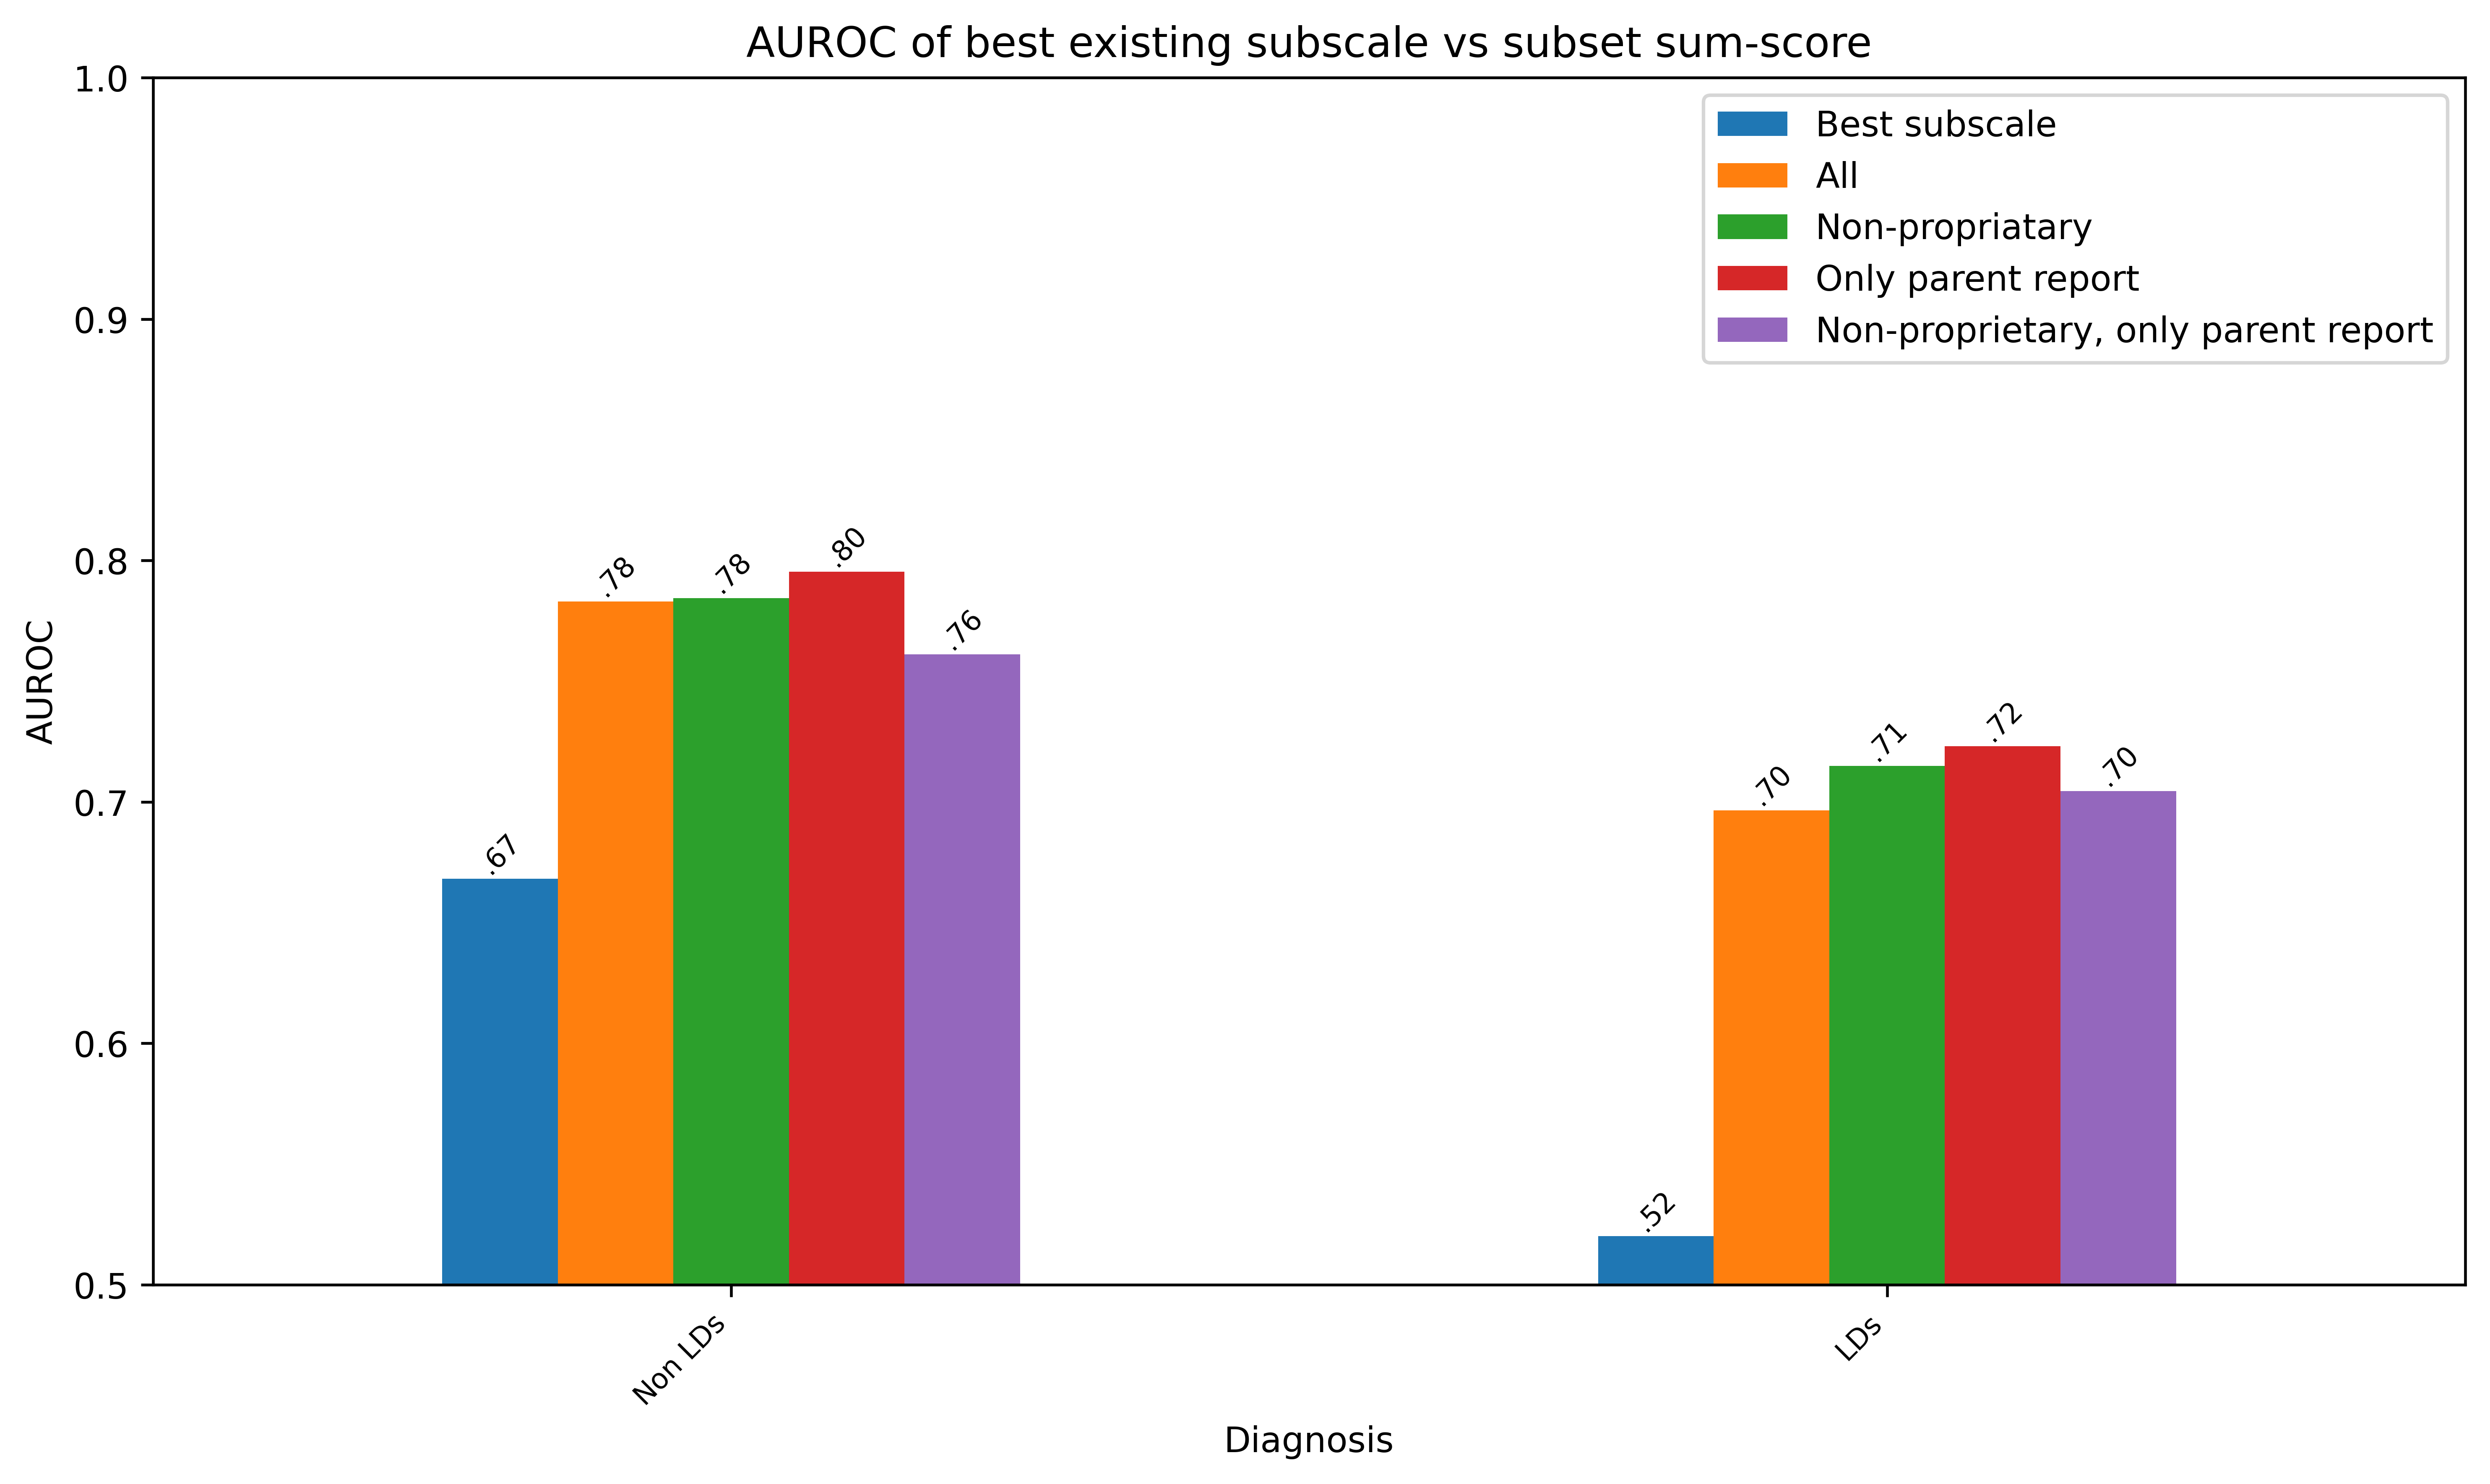 AUROC of best existing subscale vs subset sum-score
1.0
0.9
0.8
0.7
0.6
0.5
AUROC
Best subscale
All
Non-propriatary
Only parent report
Non-proprietary, only parent report
.67
.78
.78
.80
.76
.52
.70
.71
.72
.70
Non LDs
LDs
Diagnosis